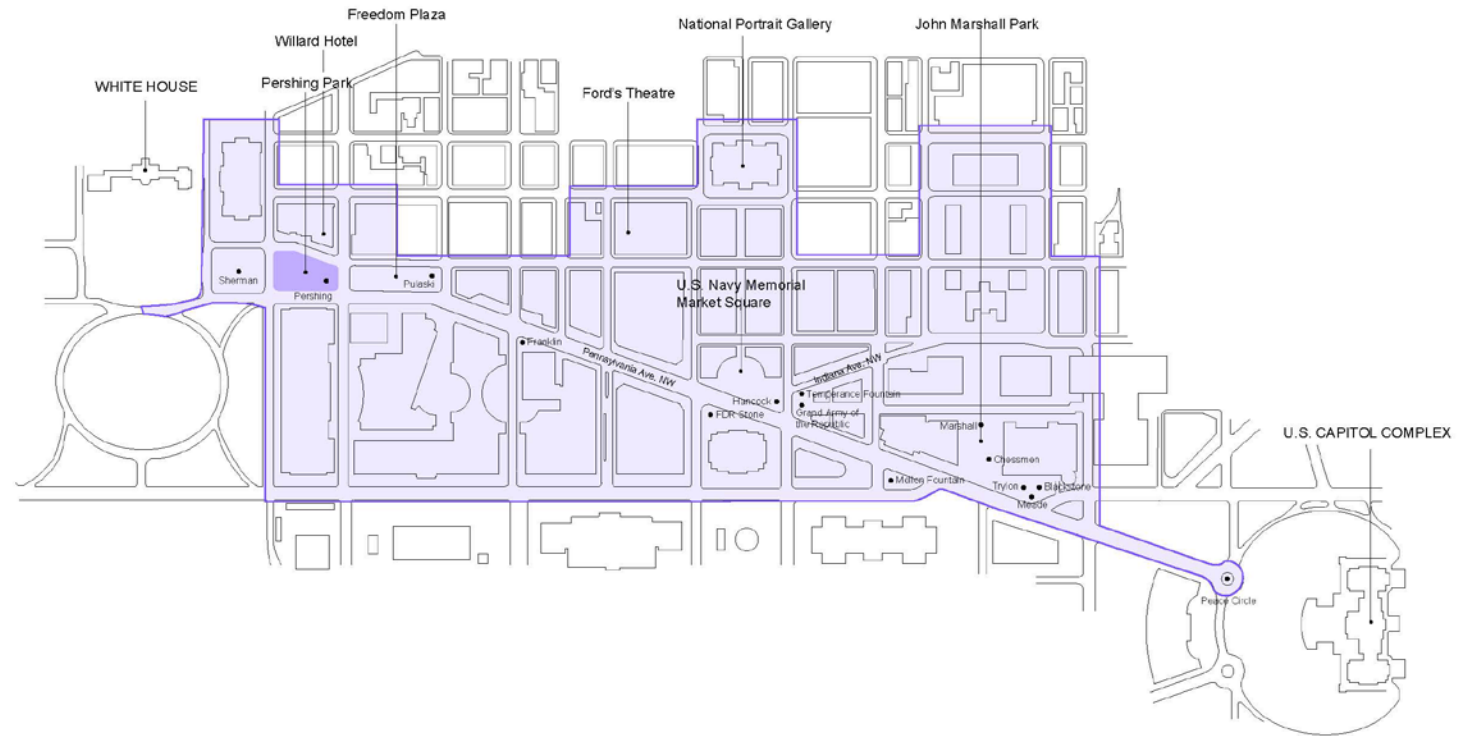 Freedom Plaza
National Portrait Gallery
John Marshall Park
Willard Hotel
WHITE HOUSE
Pershing Park
Ford's Theatre
Sherman
Pershing
Pulaski
U.S. Navy Memorial
Market Square
Franklin
Pennsylvania Ave, NW
Indiana Ave, NW
Hancock
Temperance Fountain
FDR Stone
Grand Army of
the Republic
Marshall
U.S. CAPITOL COMPLEX
Chessmen
Mellon Fountain
Trylon
Blackstone
Meade
Peace Circle